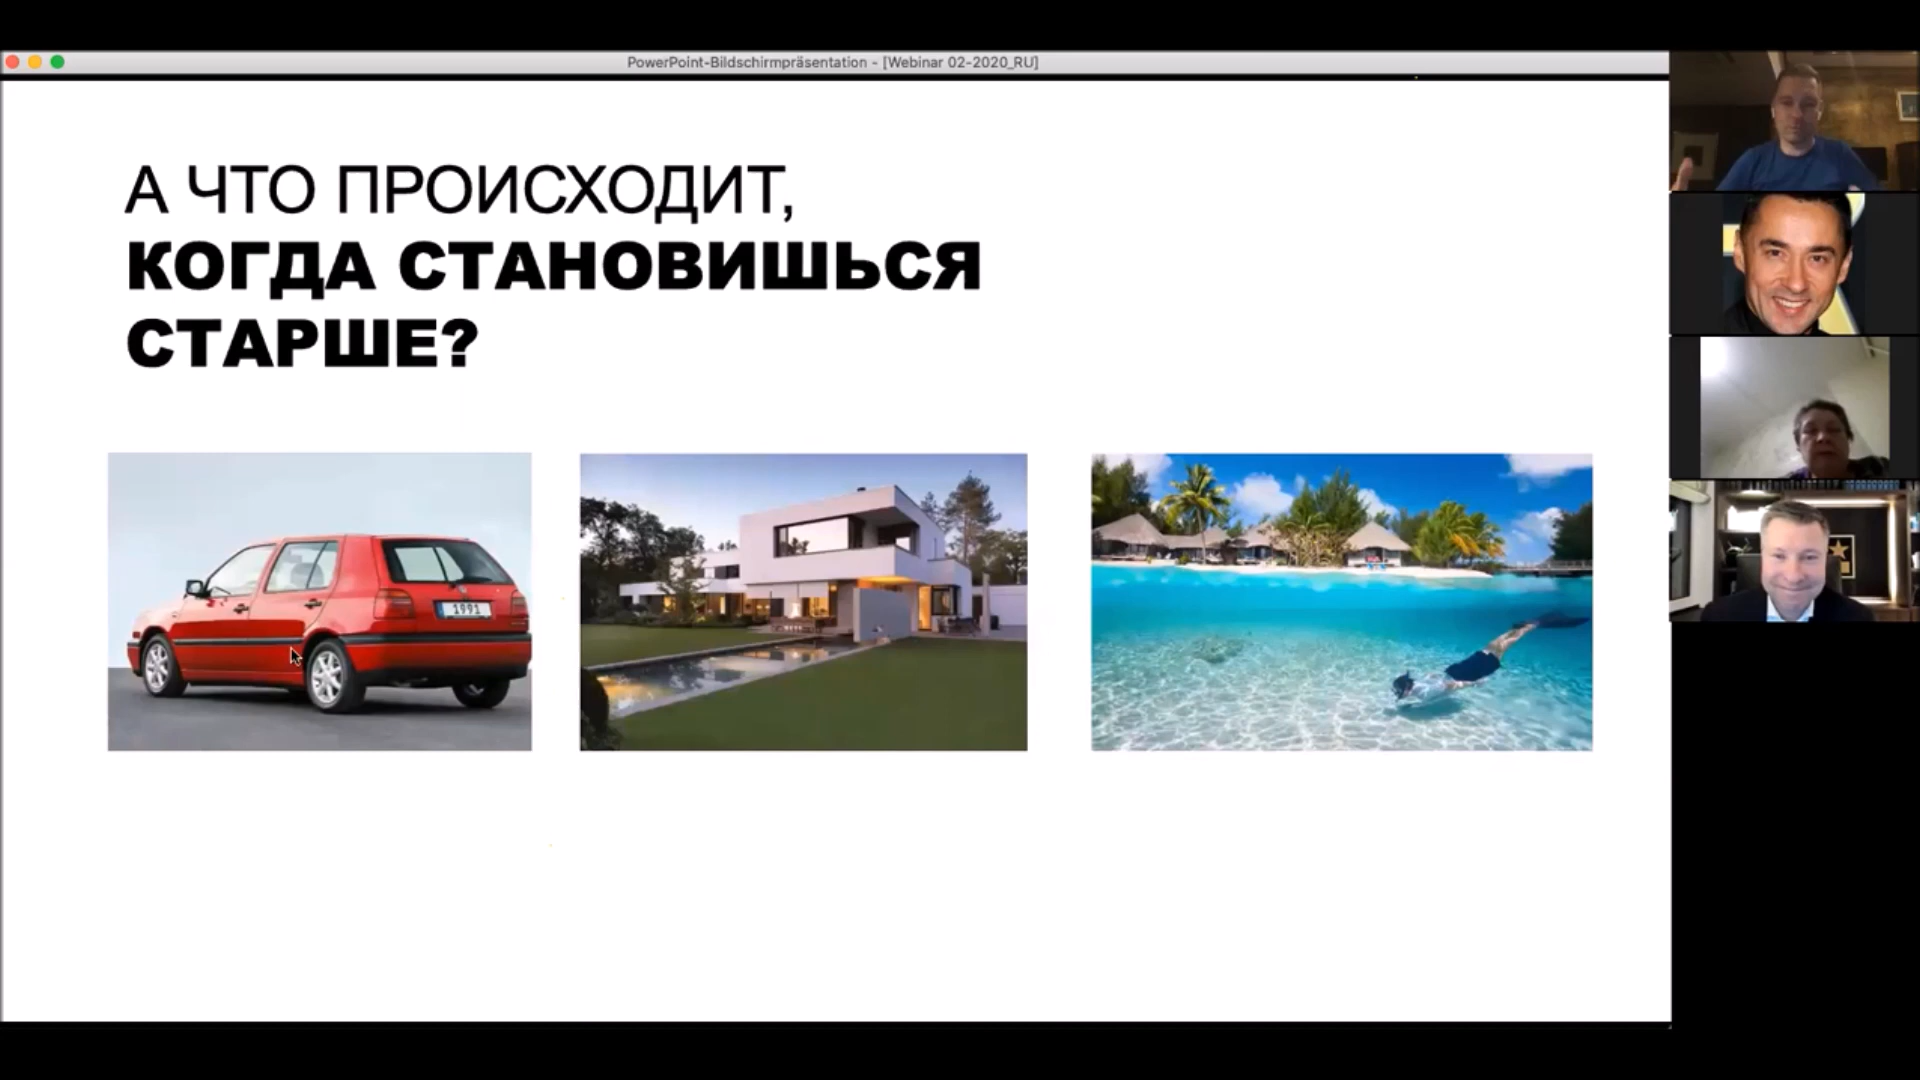 PowerPoint-Bildschirmpräsentation - [Webinar 02-2020_RU]
А ЧТО ПРОИСХОДИТ,
КОГДА СТАНОВИШЬСЯ
СТАРШЕ?
1991